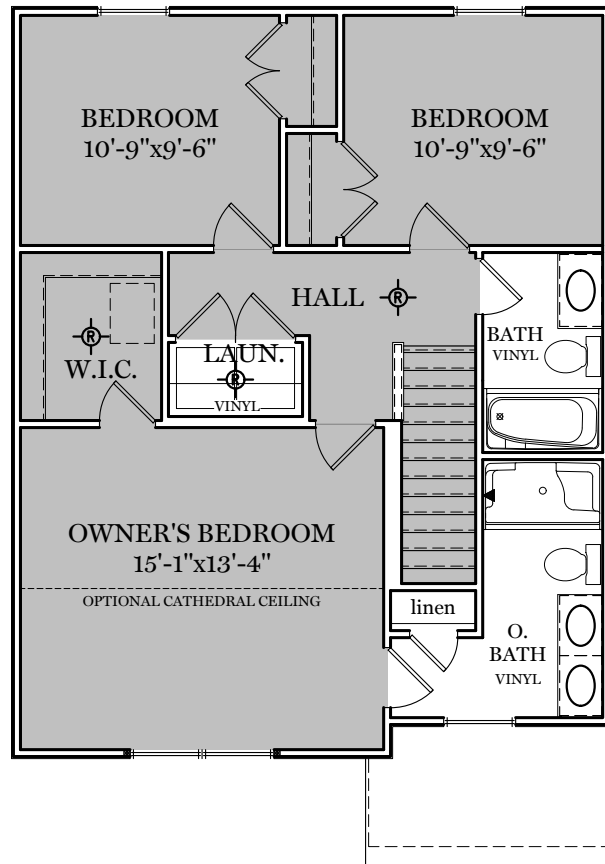 BEDROOM
10'-9"x9'-6"
BEDROOM
10'-9"x9'-6"
HALL
R
R
W.I.C.
LAUN.
R
VINYL
BATH
VINYL
OWNER'S BEDROOM
15'-1"x13'-4"
OPTIONAL CATHEDRAL CEILING
linen
O.
BATH
VINYL